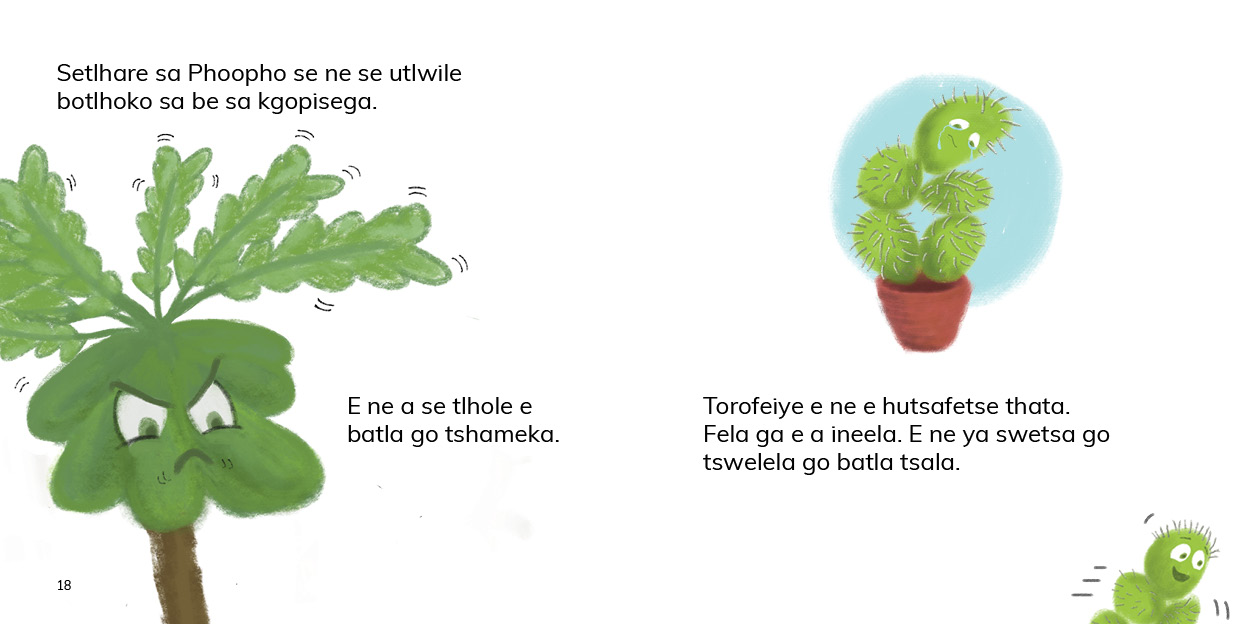 Setlhare sa Phoopho se ne se utlwile
botlhoko sa be sa kgopisega.
E ne a se tlhole e
batla go tshameka.
18
Torofeiye e ne e hutsafetse thata.
Fela ga e a ineela. E ne ya swetsa go
tswelela go batla tsala.